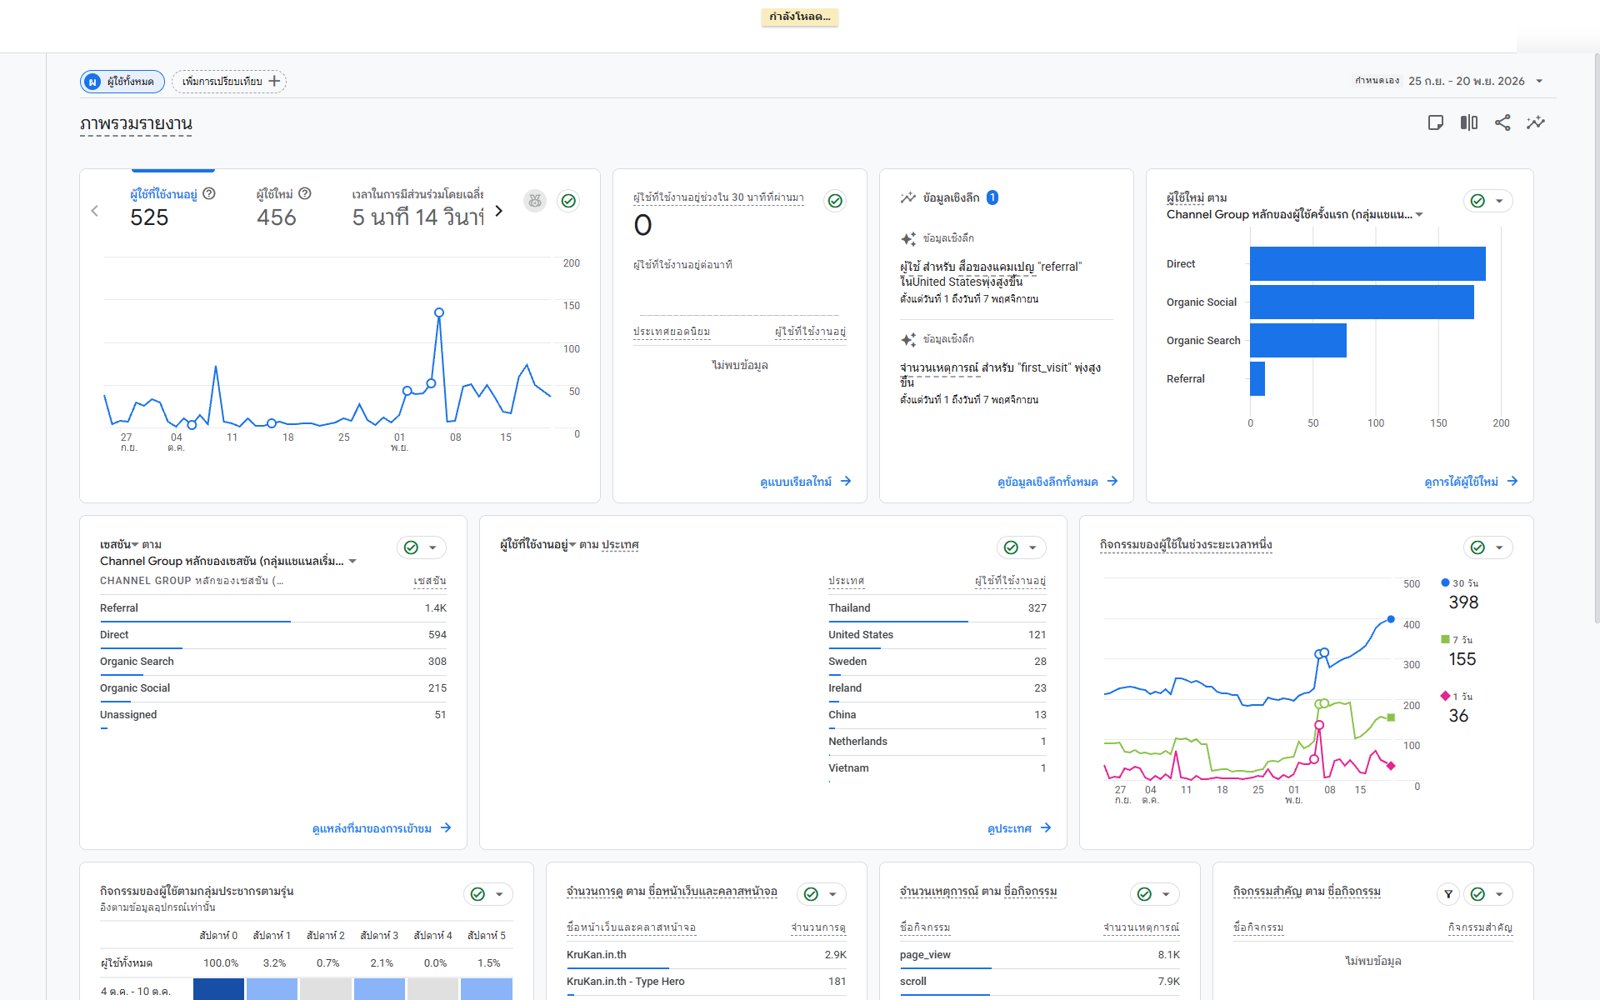 กำลังโหลด...
ผ ผู้ใช้ทั้งหมด
เพิ่มการเปรียบเทียบ
กำหนดเอง 25 ก.ย. - 20 พ.ย. 2026
ภาพรวมรายงาน
ผู้ใช้ที่ใช้งานอยู่
525
ผู้ใช้ใหม่
456
เวลาในการมีส่วนร่วมโดยเฉลี่ย
5 นาที 14 วินาที
200
150
100
50
0
27 ก.ย.
04 ต.ค.
11
18
25
01 พ.ย.
08
15
ผู้ใช้ที่ใช้งานอยู่ช่วงใน 30 นาทีที่ผ่านมา
0
ผู้ใช้ที่ใช้งานอยู่ต่อนาที
ประเทศยอดนิยม ผู้ใช้ที่ใช้งานอยู่
ไม่พบข้อมูล
ดูแบบเรียลไทม์
ข้อมูลเชิงลึก 1
ข้อมูลเชิงลึก
ผู้ใช้ สำหรับ สื่อของแคมเปญ "referral"
ในUnited Statesพุ่งสูงขึ้น
ตั้งแต่วันที่ 1 ถึงวันที่ 7 พฤศจิกายน
ข้อมูลเชิงลึก
จำนวนเหตุการณ์ สำหรับ "first_visit" พุ่งสูง
ขึ้น
ตั้งแต่วันที่ 1 ถึงวันที่ 7 พฤศจิกายน
ดูข้อมูลเชิงลึกทั้งหมด
ผู้ใช้ใหม่ ตาม
Channel Group หลักของผู้ใช้ครั้งแรก (กลุ่มแชแน...
Direct
Organic Social
Organic Search
Referral
0 50 100 150 200
ดูการได้ผู้ใช้ใหม่
เซสชัน ตาม
Channel Group หลักของเซสชัน (กลุ่มแชแนลเริ่ม...
CHANNEL GROUP หลักของเซสชัน (... เซสชัน
Referral 1.4K
Direct 594
Organic Search 308
Organic Social 215
Unassigned 51
ดูแหล่งที่มาของการเข้าชม
ผู้ใช้ที่ใช้งานอยู่ ตาม ประเทศ
ประเทศ ผู้ใช้ที่ใช้งานอยู่
Thailand 327
United States 121
Sweden 28
Ireland 23
China 13
Netherlands 1
Vietnam 1
ดูประเทศ
กิจกรรมของผู้ใช้ในช่วงระยะเวลาหนึ่ง
500
400
300
200
100
0
27 ก.ย.
04 ต.ค.
11
18
25
01 พ.ย.
08
15
30 วัน
398
7 วัน
155
1 วัน
36
กิจกรรมของผู้ใช้ตามกลุ่มประชากรตามรุ่น
อิงตามข้อมูลอุปกรณ์เท่านั้น
สัปดาห์ 0 สัปดาห์ 1 สัปดาห์ 2 สัปดาห์ 3 สัปดาห์ 4 สัปดาห์ 5
ผู้ใช้ทั้งหมด 100.0% 3.2% 0.7% 2.1% 0.0% 1.5%
4 ต.ค. - 10 ต.ค.
จำนวนการดู ตาม ชื่อหน้าเว็บและคลาสหน้าจอ
ชื่อหน้าเว็บและคลาสหน้าจอ จำนวนการดู
KruKan.in.th 2.9K
KruKan.in.th - Type Hero 181
จำนวนเหตุการณ์ ตาม ชื่อกิจกรรม
ชื่อกิจกรรม จำนวนเหตุการณ์
page_view 8.1K
scroll 7.9K
กิจกรรมสำคัญ ตาม ชื่อกิจกรรม
ชื่อกิจกรรม กิจกรรมสำคัญ
ไม่พบข้อมูล